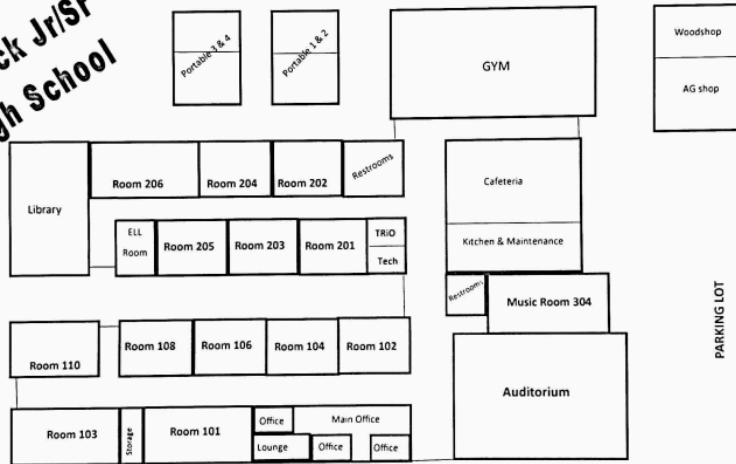 ck Jr/Sr
gh School
Portable 3 & 4
Portable 1 & 2
GYM
Woodshop
AG shop
Library
Room 206
Room 204
Room 202
Restrooms
Cafeteria
Kitchen & Maintenance
ELL
Room
Room 205
Room 203
Room 201
TRiO
Tech
Restrooms
Music Room 304
PARKING LOT
Room 110
Room 108
Room 106
Room 104
Room 102
Auditorium
Room 103
Storage
Room 101
Office
Main Office
Lounge
Office
Office